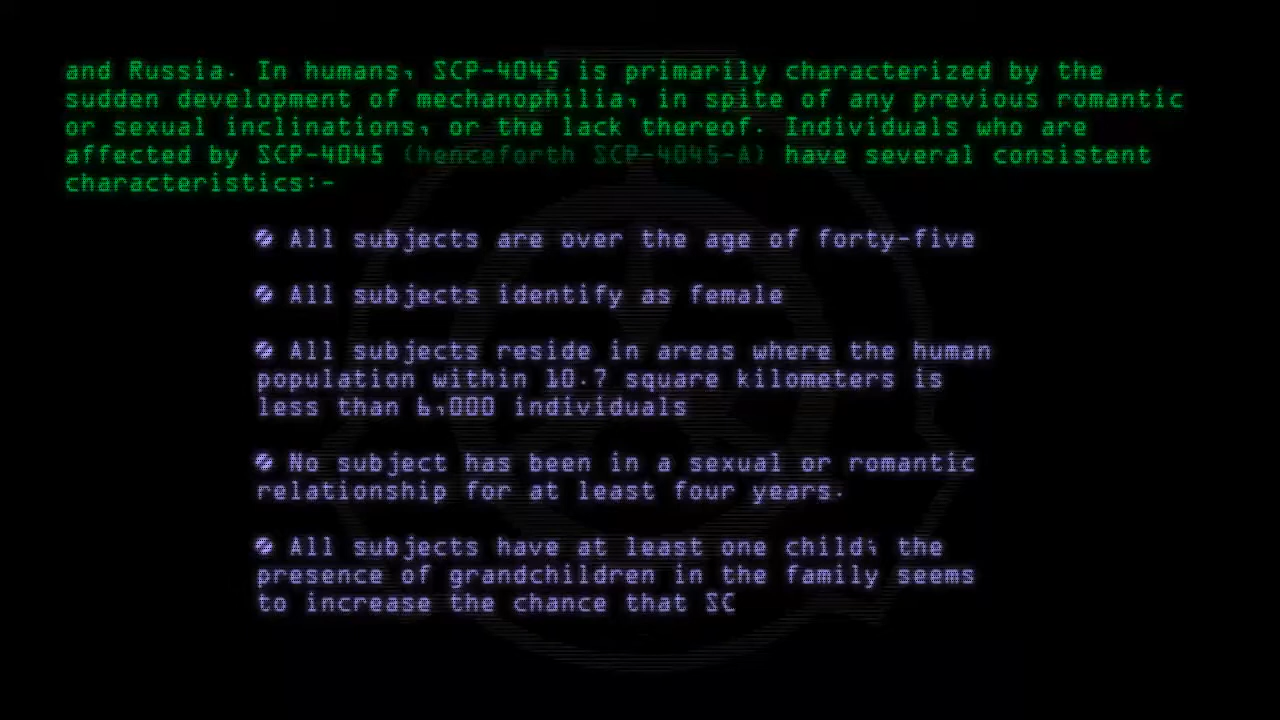 and Russia. In humans, SCP-4045 is primarily characterized by the
sudden development of mechanophilia, in spite of any previous romantic
or sexual inclinations, or the lack thereof. Individuals who are
affected by SCP-4045 (henceforth SCP-4045-A) have several consistent
characteristics:-
All subjects are over the age of forty-five
All subjects identify as female
All subjects reside in areas where the human
population within 10.7 square kilometers is
less than 6,000 individuals
No subject has been in a sexual or romantic
relationship for at least four years.
All subjects have at least one child; the
presence of grandchildren in the family seems
to increase the chance that SC